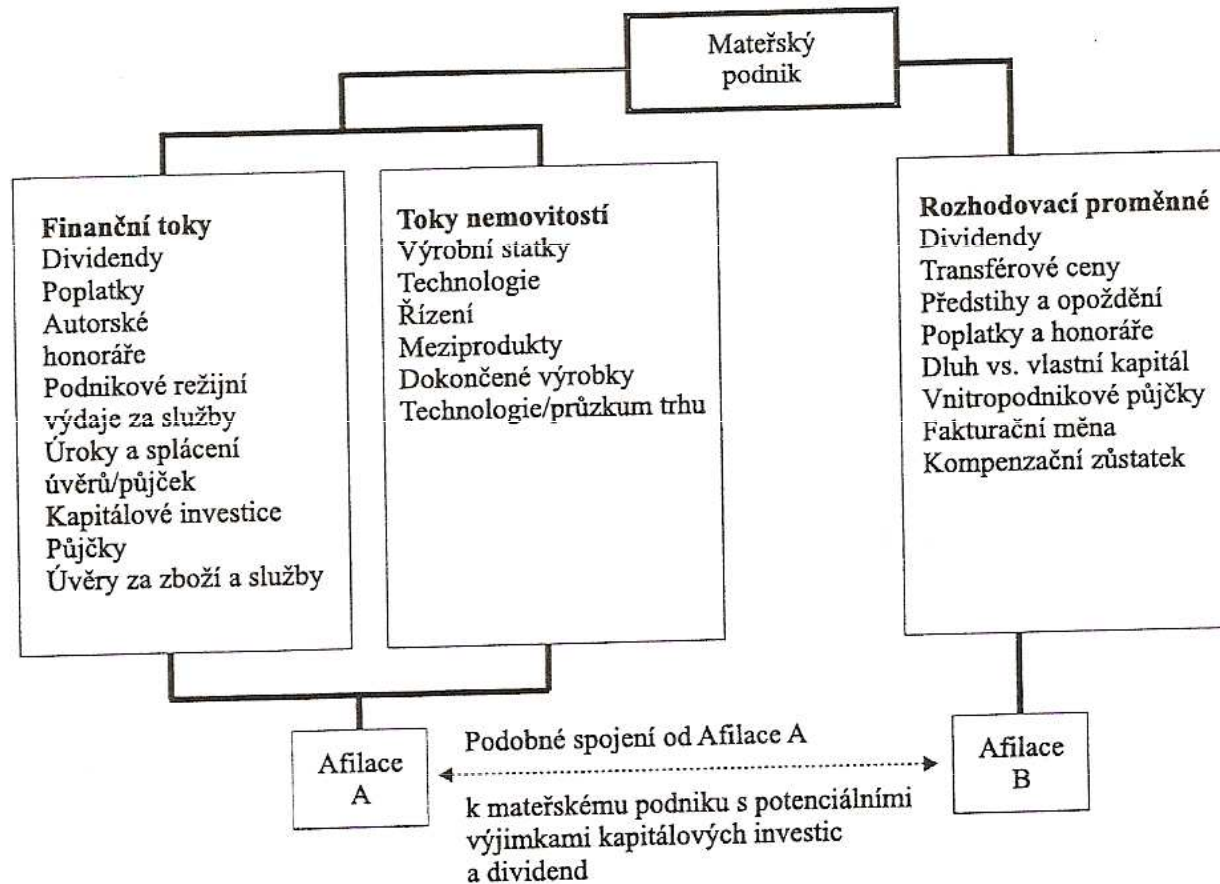 Mateřský
podnik
Finanční toky
Dividendy
Poplatky
Autorské
honoráře
Podnikové režijní
výdaje za služby
Úroky a splácení
úvěrů/půjček
Kapitálové investice
Půjčky
Úvěry za zboží a služby
Toky nemovitostí
Výrobní statky
Technologie
Řízení
Meziprodukty
Dokončené výrobky
Technologie/průzkum trhu
Rozhodovací proměnné
Dividendy
Transférové ceny
Předstihy a opoždění
Poplatky a honoráře
Dluh vs. vlastní kapitál
Vnitropodnikové půjčky
Fakturační měna
Kompenzační zůstatek
Afilace
A
Podobné spojení od Afilace A
k mateřskému podniku s potenciálními
výjimkami kapitálových investic
a dividend
Afilace
B